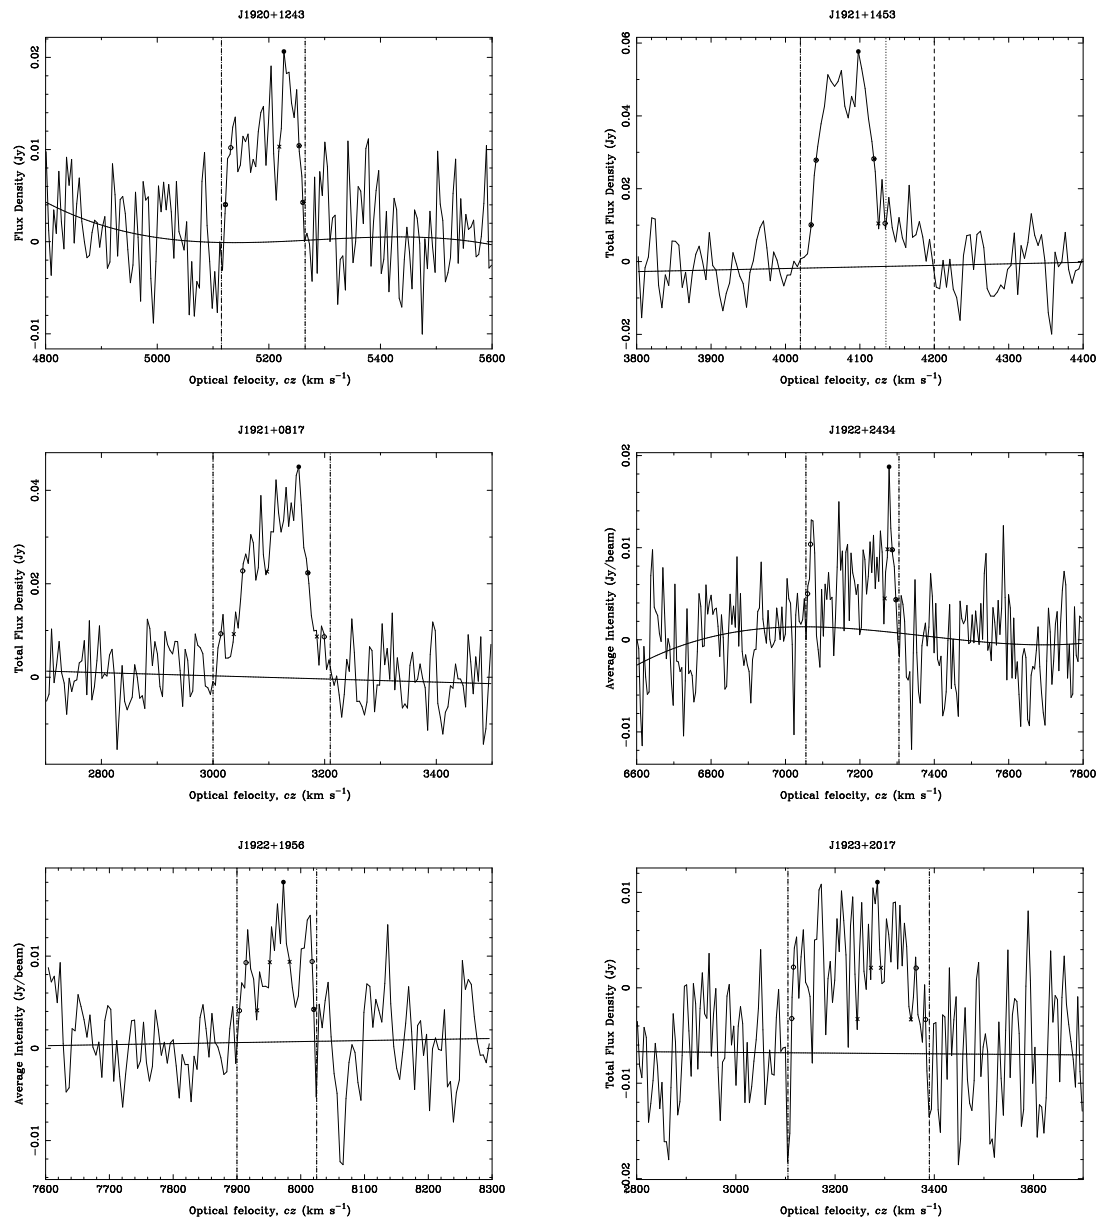 J1920+1243
J1921+1453
0.02
0.01
0
−0.01
Flux Density (Jy)
4800 5000 5200 5400 5600
Optical felocity, cz (km s⁻¹)
0.06
0.04
0.02
0
−0.02
Total Flux Density (Jy)
3800 3900 4000 4100 4200 4300 4400
Optical felocity, cz (km s⁻¹)
J1921+0817
J1922+2434
0.04
0.02
0
Total Flux Density (Jy)
2800 3000 3200 3400
Optical felocity, cz (km s⁻¹)
0.02
0.01
0
−0.01
Average Intensity (Jy/beam)
6600 6800 7000 7200 7400 7600 7800
Optical felocity, cz (km s⁻¹)
J1922+1956
J1923+2017
0.01
0
−0.01
Average Intensity (Jy/beam)
7600 7700 7800 7900 8000 8100 8200 8300
Optical felocity, cz (km s⁻¹)
0.01
0
−0.01
−0.02
Total Flux Density (Jy)
2800 3000 3200 3400 3600
Optical felocity, cz (km s⁻¹)